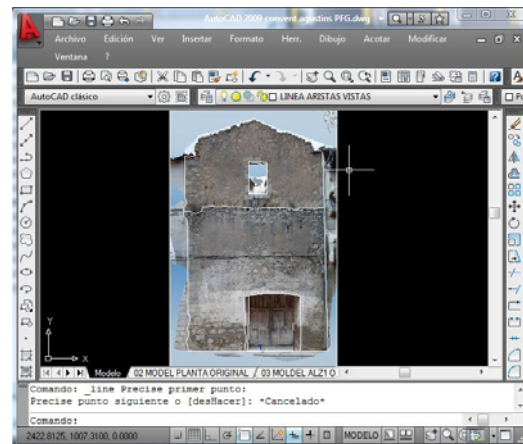 AutoCAD 2009 convent agustins PFG.dwg
Archivo Edición Ver Insertar Formato Herr. Dibujo Acotar Modificar
Ventana ?
AutoCAD clásico LINEA ARISTAS VISTAS
Y
X
Modelo 02 MODEL PLANTA ORIGINAL 03 MOLDEL ALZ1 O
Comando: _line Precise primer punto:
Precise punto siguiente o [desHacer]: *Cancelado*
Comando:
2422.8125, 1007.3100, 0.0000 MODELO